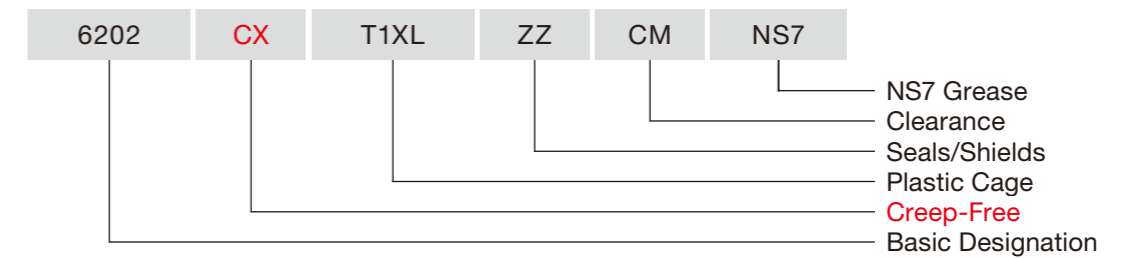 6202 CX T1XL ZZ CM NS7
NS7 Grease
Clearance
Seals/Shields
Plastic Cage
Creep-Free
Basic Designation